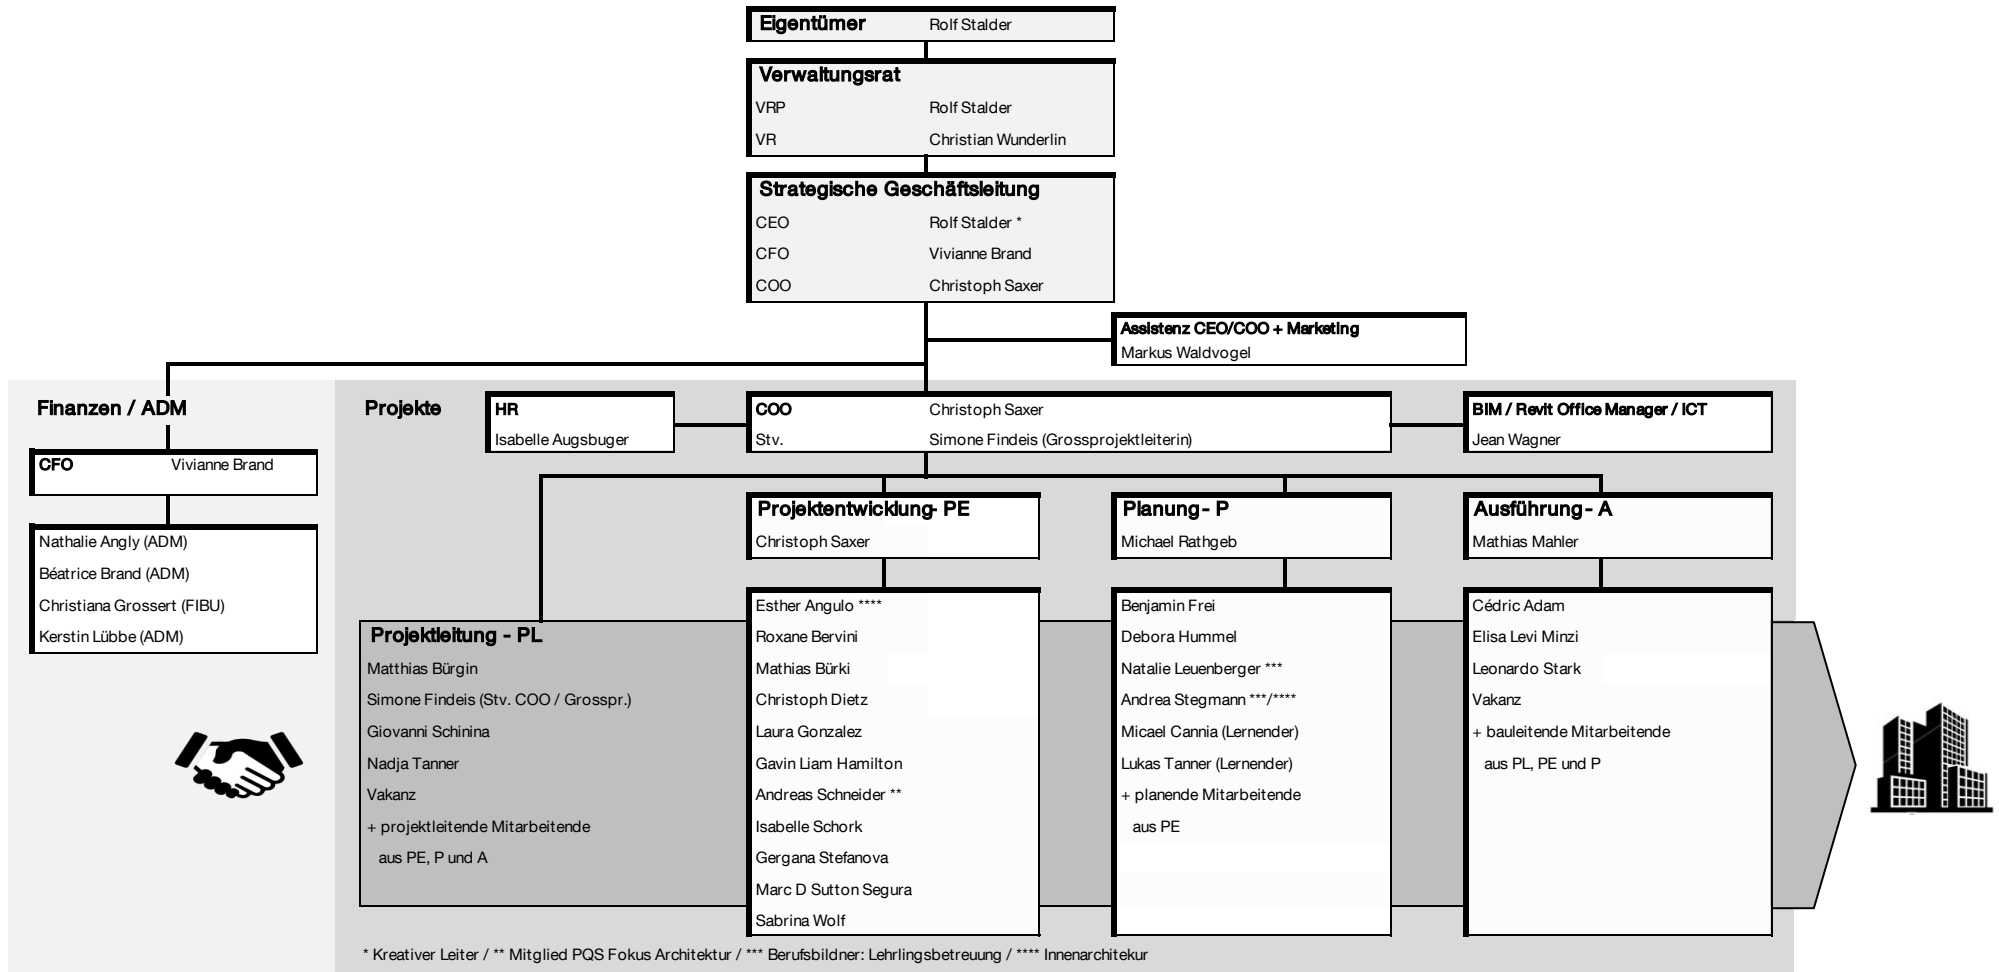 Eigentümer Rolf Stalder
Verwaltungsrat
VRP Rolf Stalder
VR Christian Wunderlin
Strategische Geschäftsleitung
CEO Rolf Stalder *
CFO Vivianne Brand
COO Christoph Saxer
Assistenz CEO/COO + Marketing
Markus Waldvogel
Finanzen / ADM
CFO Vivianne Brand
Nathalie Angly (ADM)
Béatrice Brand (ADM)
Christiana Grossert (FIBU)
Kerstin Lübbe (ADM)
Projekte
HR
Isabelle Augsbuger
COO Christoph Saxer
Stv. Simone Findeis (Grossprojektleiterin)
BIM / Revit Office Manager / ICT
Jean Wagner
Projektleitung - PL
Matthias Bürgin
Simone Findeis (Stv. COO / Grosspr.)
Giovanni Schinina
Nadja Tanner
Vakanz
+ projektleitende Mitarbeitende
aus PE, P und A
Projektentwicklung- PE
Christoph Saxer
Esther Angulo ****
Roxane Bervini
Mathias Bürki
Christoph Dietz
Laura Gonzalez
Gavin Liam Hamilton
Andreas Schneider **
Isabelle Schork
Gergana Stefanova
Marc D Sutton Segura
Sabrina Wolf
Planung- P
Michael Rathgeb
Benjamin Frei
Debora Hummel
Natalie Leuenberger ***
Andrea Stegmann ***/****
Micael Cannia (Lernender)
Lukas Tanner (Lernender)
+ planende Mitarbeitende
aus PE
Ausführung- A
Mathias Mahler
Cédric Adam
Elisa Levi Minzi
Leonardo Stark
Vakanz
+ bauleitende Mitarbeitende
aus PL, PE und P
* Kreativer Leiter / ** Mitglied PQS Fokus Architektur / *** Berufsbildner: Lehrlingsbetreuung / **** Innenarchitekur